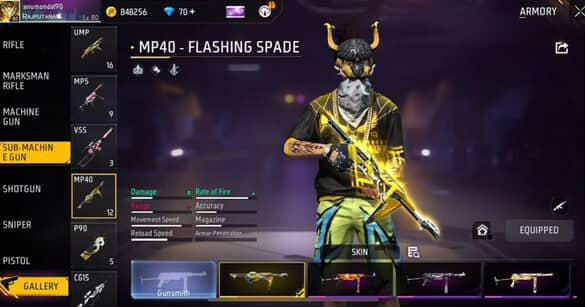 anumondal90
RAJPUTANA
Lv. 80
848256
70 +
ARMORY
RIFLE
MARKSMAN
RIFLE
MACHINE
GUN
SUB-MACHIN
E GUN
SHOTGUN
SNIPER
PISTOL
GALLERY
UMP
16
MP5
9
VSS
3
MP40
12
P90
5
CG15
MP40 - FLASHING SPADE
Damage
Rate of Fire
Range
Accuracy
Movement Speed
Magazine
Reload Speed
Armor Penetration
SKIN
EQUIPPED
Gunsmith